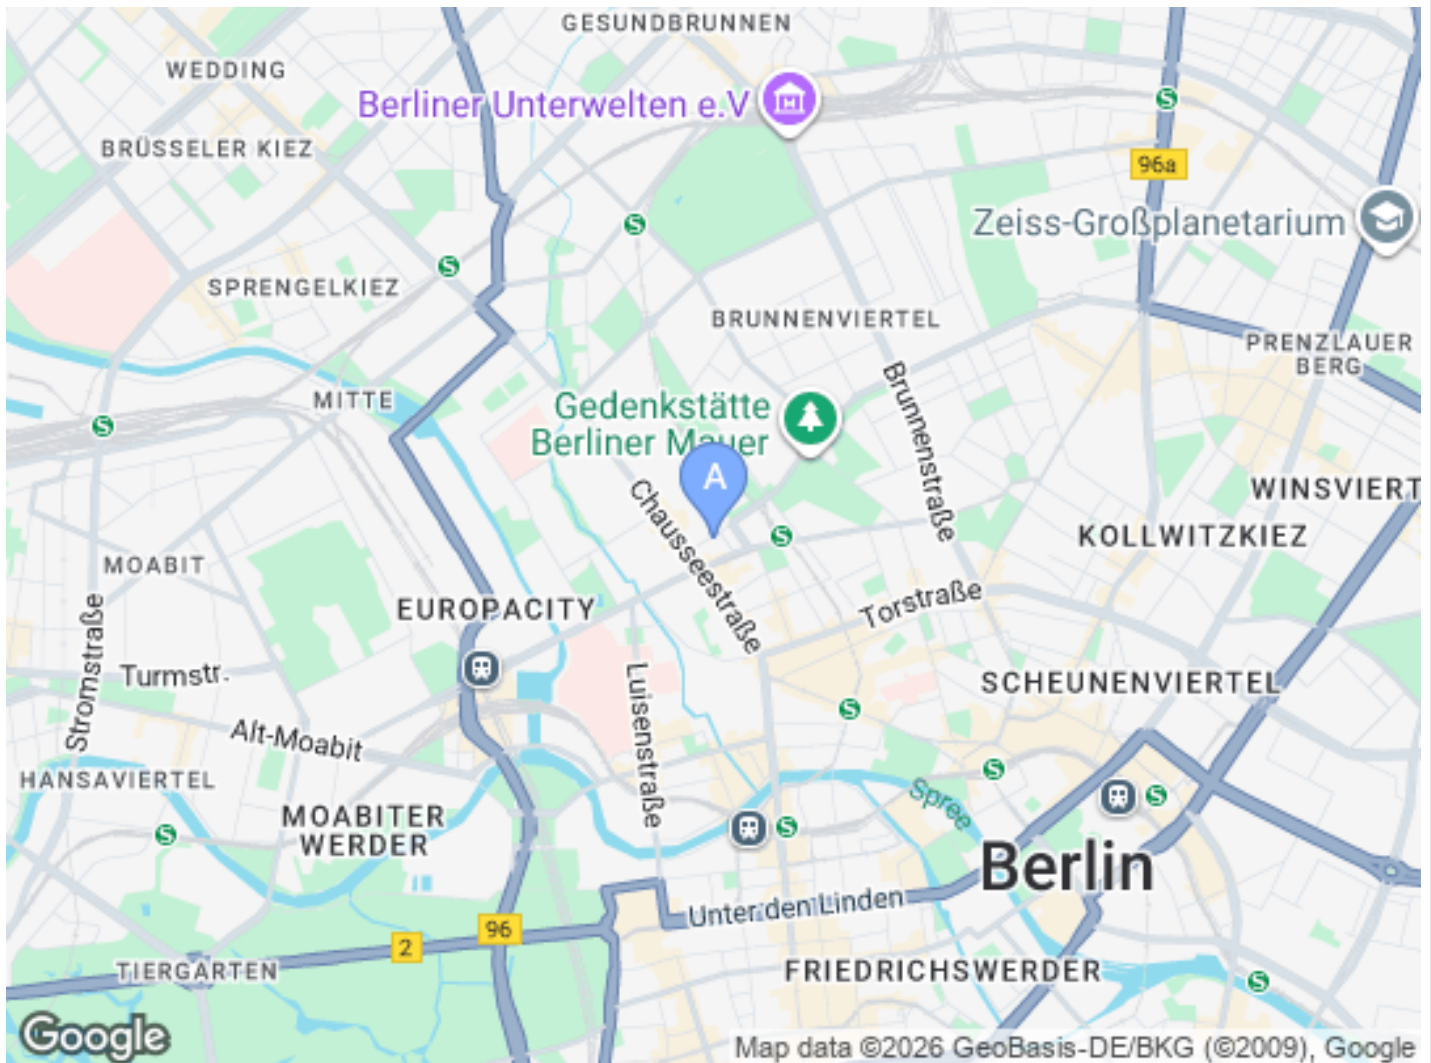 GESUNDBRUNNEN
WEDDING
Berliner Unterwelten e.V
BRÜSSELER KIEZ
96a
Zeiss-Großplanetarium
SPRENGELKIEZ
BRUNNENVIERTEL
PRENZLAUER
BERG
MITTE
Gedenkstätte
Berliner Mauer
Brunnenstraße
A
WINSVIERT
Chausseestraße
KOLLWITZKIEZ
MOABIT
EUROPACITY
Torstraße
Stromstraße
Turmstr.
Luisenstraße
SCHEUNENVIERTEL
Alt-Moabit
HANSAVIERTEL
MOABITER
WERDER
Spree
Berlin
Unter den Linden
96
2
TIERGARTEN
FRIEDRICHSWERDER
Google
Map data ©2026 GeoBasis-DE/BKG (©2009), Google
S
S
S
S
S
S
S
S
S
S
S